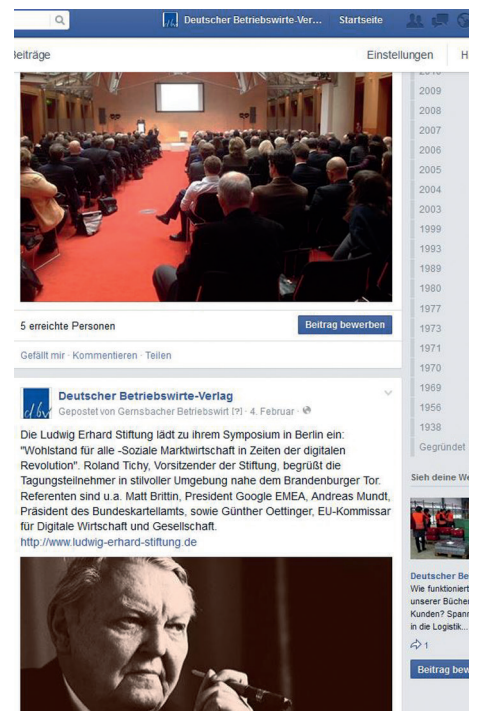 Deutscher Betriebswirte-Ver...
Startseite
Beiträge
Einstellungen
H
2010
2009
2008
2007
2006
2005
2004
2003
1999
1993
1989
1980
1977
1973
1971
1970
1969
1956
1938
Gegründet
5 erreichte Personen
Beitrag bewerben
Gefällt mir · Kommentieren · Teilen
dbv
Deutscher Betriebswirte-Verlag
Gepostet von Gernsbacher Betriebswirt [?] · 4. Februar ·
Die Ludwig Erhard Stiftung lädt zu ihrem Symposium in Berlin ein:
"Wohlstand für alle -Soziale Marktwirtschaft in Zeiten der digitalen
Revolution". Roland Tichy, Vorsitzender der Stiftung, begrüßt die
Tagungsteilnehmer in stilvoller Umgebung nahe dem Brandenburger Tor.
Referenten sind u.a. Matt Brittin, President Google EMEA, Andreas Mundt,
Präsident des Bundeskartellamts, sowie Günther Oettinger, EU-Kommissar
für Digitale Wirtschaft und Gesellschaft.
http://www.ludwig-erhard-stiftung.de
Sieh deine We
Deutscher Be
Wie funktioniert
unserer Bücher
Kunden? Spann
in die Logistik...
1
Beitrag bew